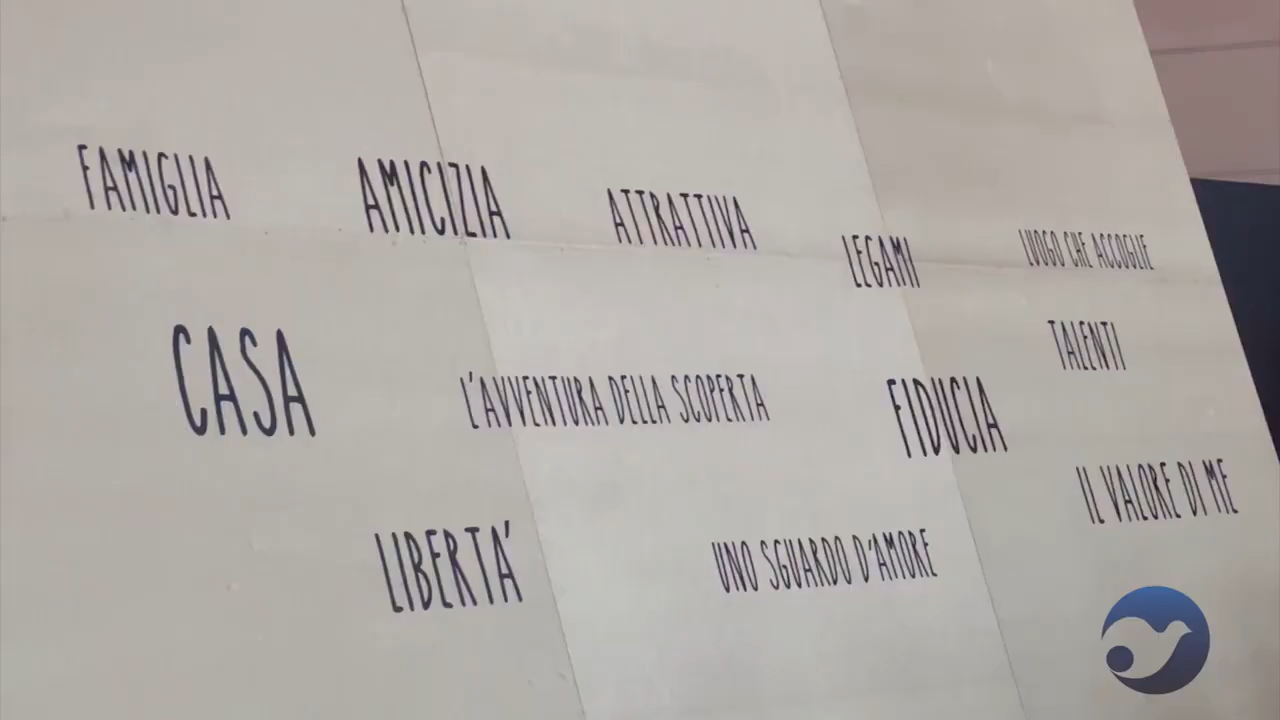 FAMIGLIA
AMICIZIA
ATTRATTIVA
LEGAMI
LUOGO CHE ACCOGLIE
CASA
L'AVVENTURA DELLA SCOPERTA
FIDUCIA
TALENTI
IL VALORE DI ME
LIBERTA'
UNO SGUARDO D'AMORE